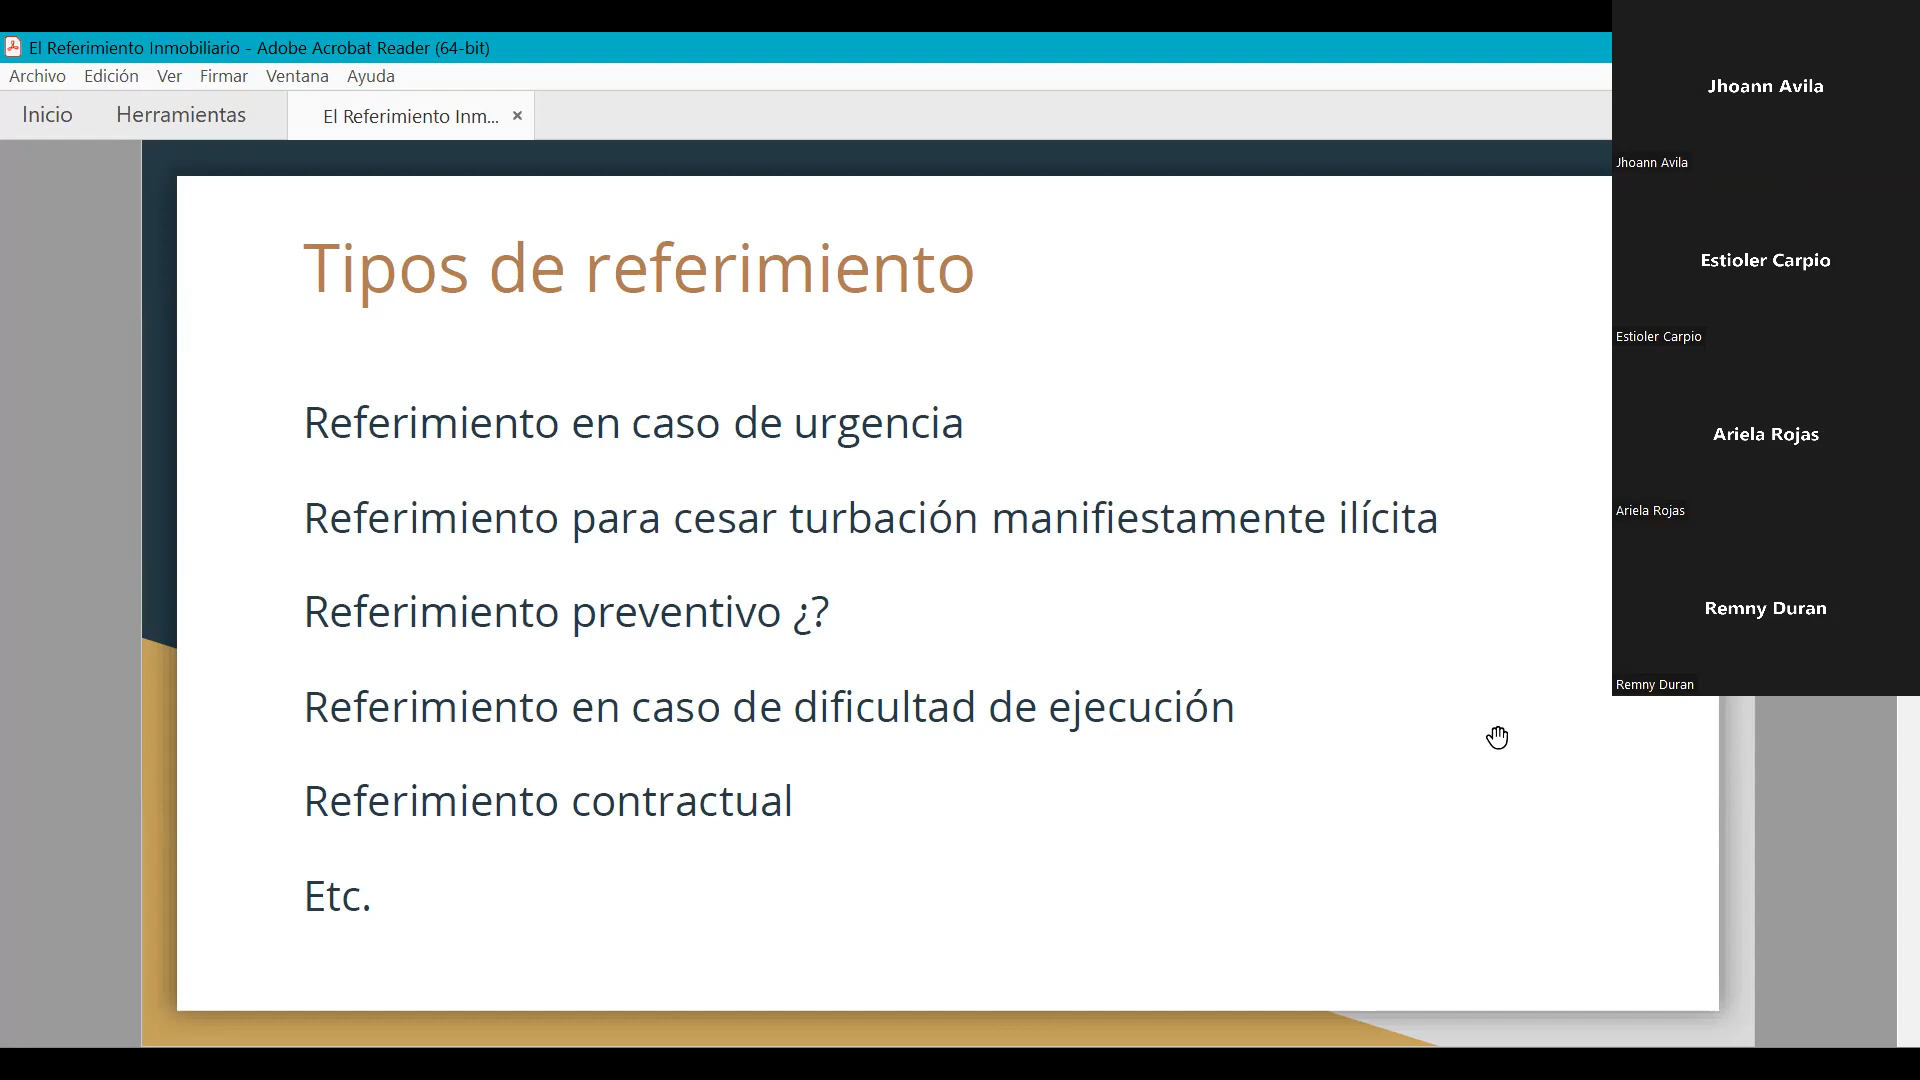 El Referimiento Inmobiliario - Adobe Acrobat Reader (64-bit)
Archivo Edición Ver Firmar Ventana Ayuda
Inicio Herramientas El Referimiento Inm... ×
Tipos de referimiento
Referimiento en caso de urgencia
Referimiento para cesar turbación manifiestamente ilícita
Referimiento preventivo ¿?
Referimiento en caso de dificultad de ejecución
Referimiento contractual
Etc.
Jhoann Avila
Jhoann Avila
Estioler Carpio
Estioler Carpio
Ariela Rojas
Ariela Rojas
Remny Duran
Remny Duran